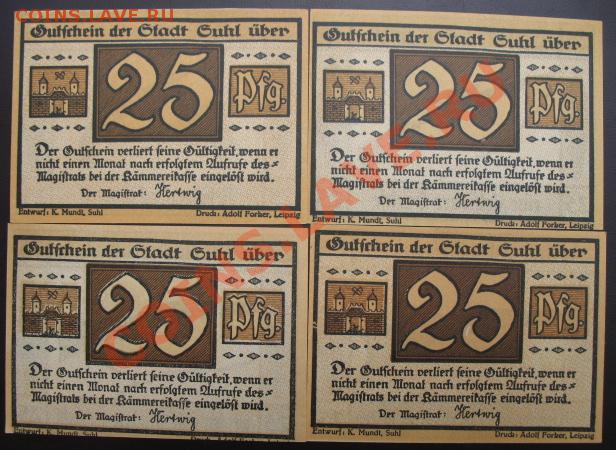 COINS.LAVE.RU
Gutschein der Stadt Suhl über
25 Pfg.
Der Gutschein verliert seine Gültigkeit, wenn er
nicht einen Monat nach erfolgtem Aufrufe des
Magistrats bei der Kämmereikasse eingelöst wird.
Der Magistrat: Hertwig
Entwurf: K. Mundt, Suhl Druck: Adolf Forker, Leipzig
Gutschein der Stadt Suhl über
25 Pfg.
Der Gutschein verliert seine Gültigkeit, wenn er
nicht einen Monat nach erfolgtem Aufrufe des
Magistrats bei der Kämmereikasse eingelöst wird.
Der Magistrat: Hertwig
Entwurf: K. Mundt, Suhl Druck: Adolf Forker, Leipzig
Gutschein der Stadt Suhl über
25 Pfg.
Der Gutschein verliert seine Gültigkeit, wenn er
nicht einen Monat nach erfolgtem Aufrufe des
Magistrats bei der Kämmereikasse eingelöst wird.
Der Magistrat: Hertwig
Entwurf: K. Mundt, Suhl Druck: Adolf
Gutschein der Stadt Suhl über
25 Pfg.
Der Gutschein verliert seine Gültigkeit, wenn er
nicht einen Monat nach erfolgtem Aufrufe des
Magistrats bei der Kämmereikasse eingelöst wird.
Der Magistrat: Hertwig
Entwurf: K. Mundt, Suhl Druck: Adolf Forker, Leipzig
COINS.LAVE.RU